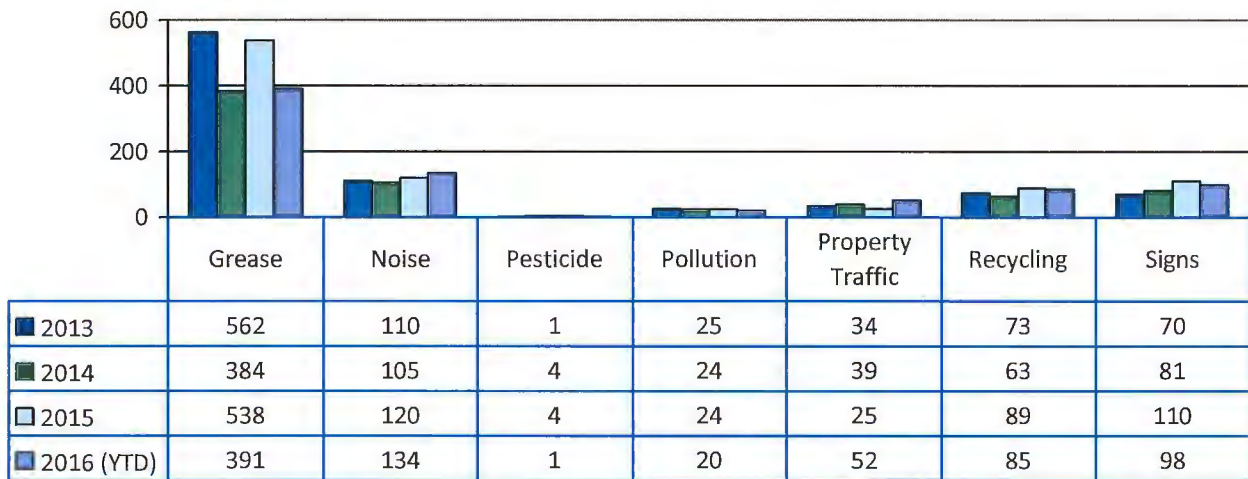 600
400
200
0
Grease Noise Pesticide Pollution Property Traffic Recycling Signs
2013 562 110 1 25 34 73 70
2014 384 105 4 24 39 63 81
2015 538 120 4 24 25 89 110
2016 (YTD) 391 134 1 20 52 85 98